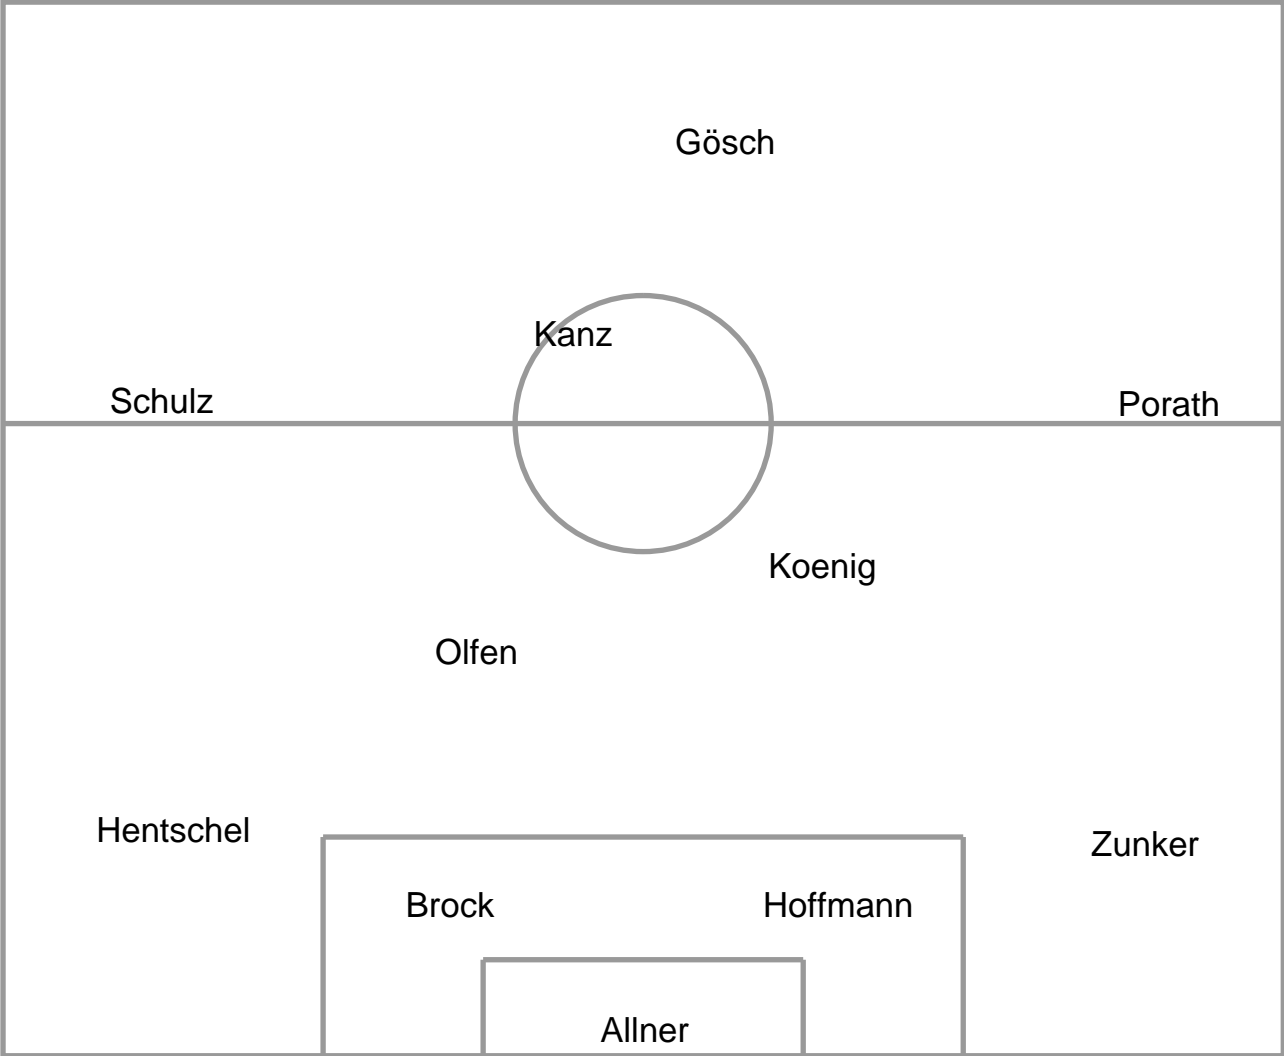 Gösch
Kanz
Schulz
Porath
Koenig
Olfen
Hentschel
Zunker
Brock
Hoffmann
Allner